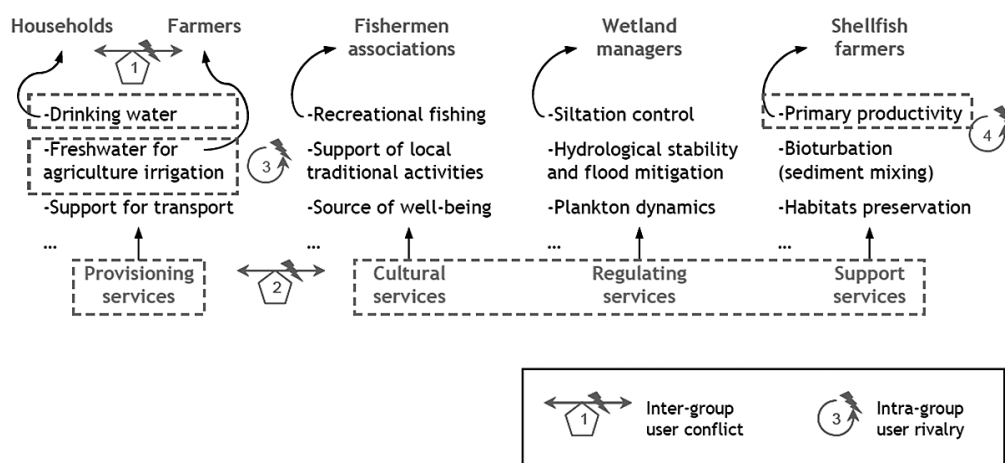 Households
Farmers
Fishermen
associations
Wetland
managers
Shellfish
farmers
1
-Drinking water
-Freshwater for
agriculture irrigation
-Support for transport
...
3
-Recreational fishing
-Support of local
traditional activities
-Source of well-being
...
-Siltation control
-Hydrological stability
and flood mitigation
-Plankton dynamics
...
-Primary productivity
-Bioturbation
(sediment mixing)
-Habitats preservation
...
4
Provisioning
services
2
Cultural
services
Regulating
services
Support
services
1
Inter-group
user conflict
3
Intra-group
user rivalry